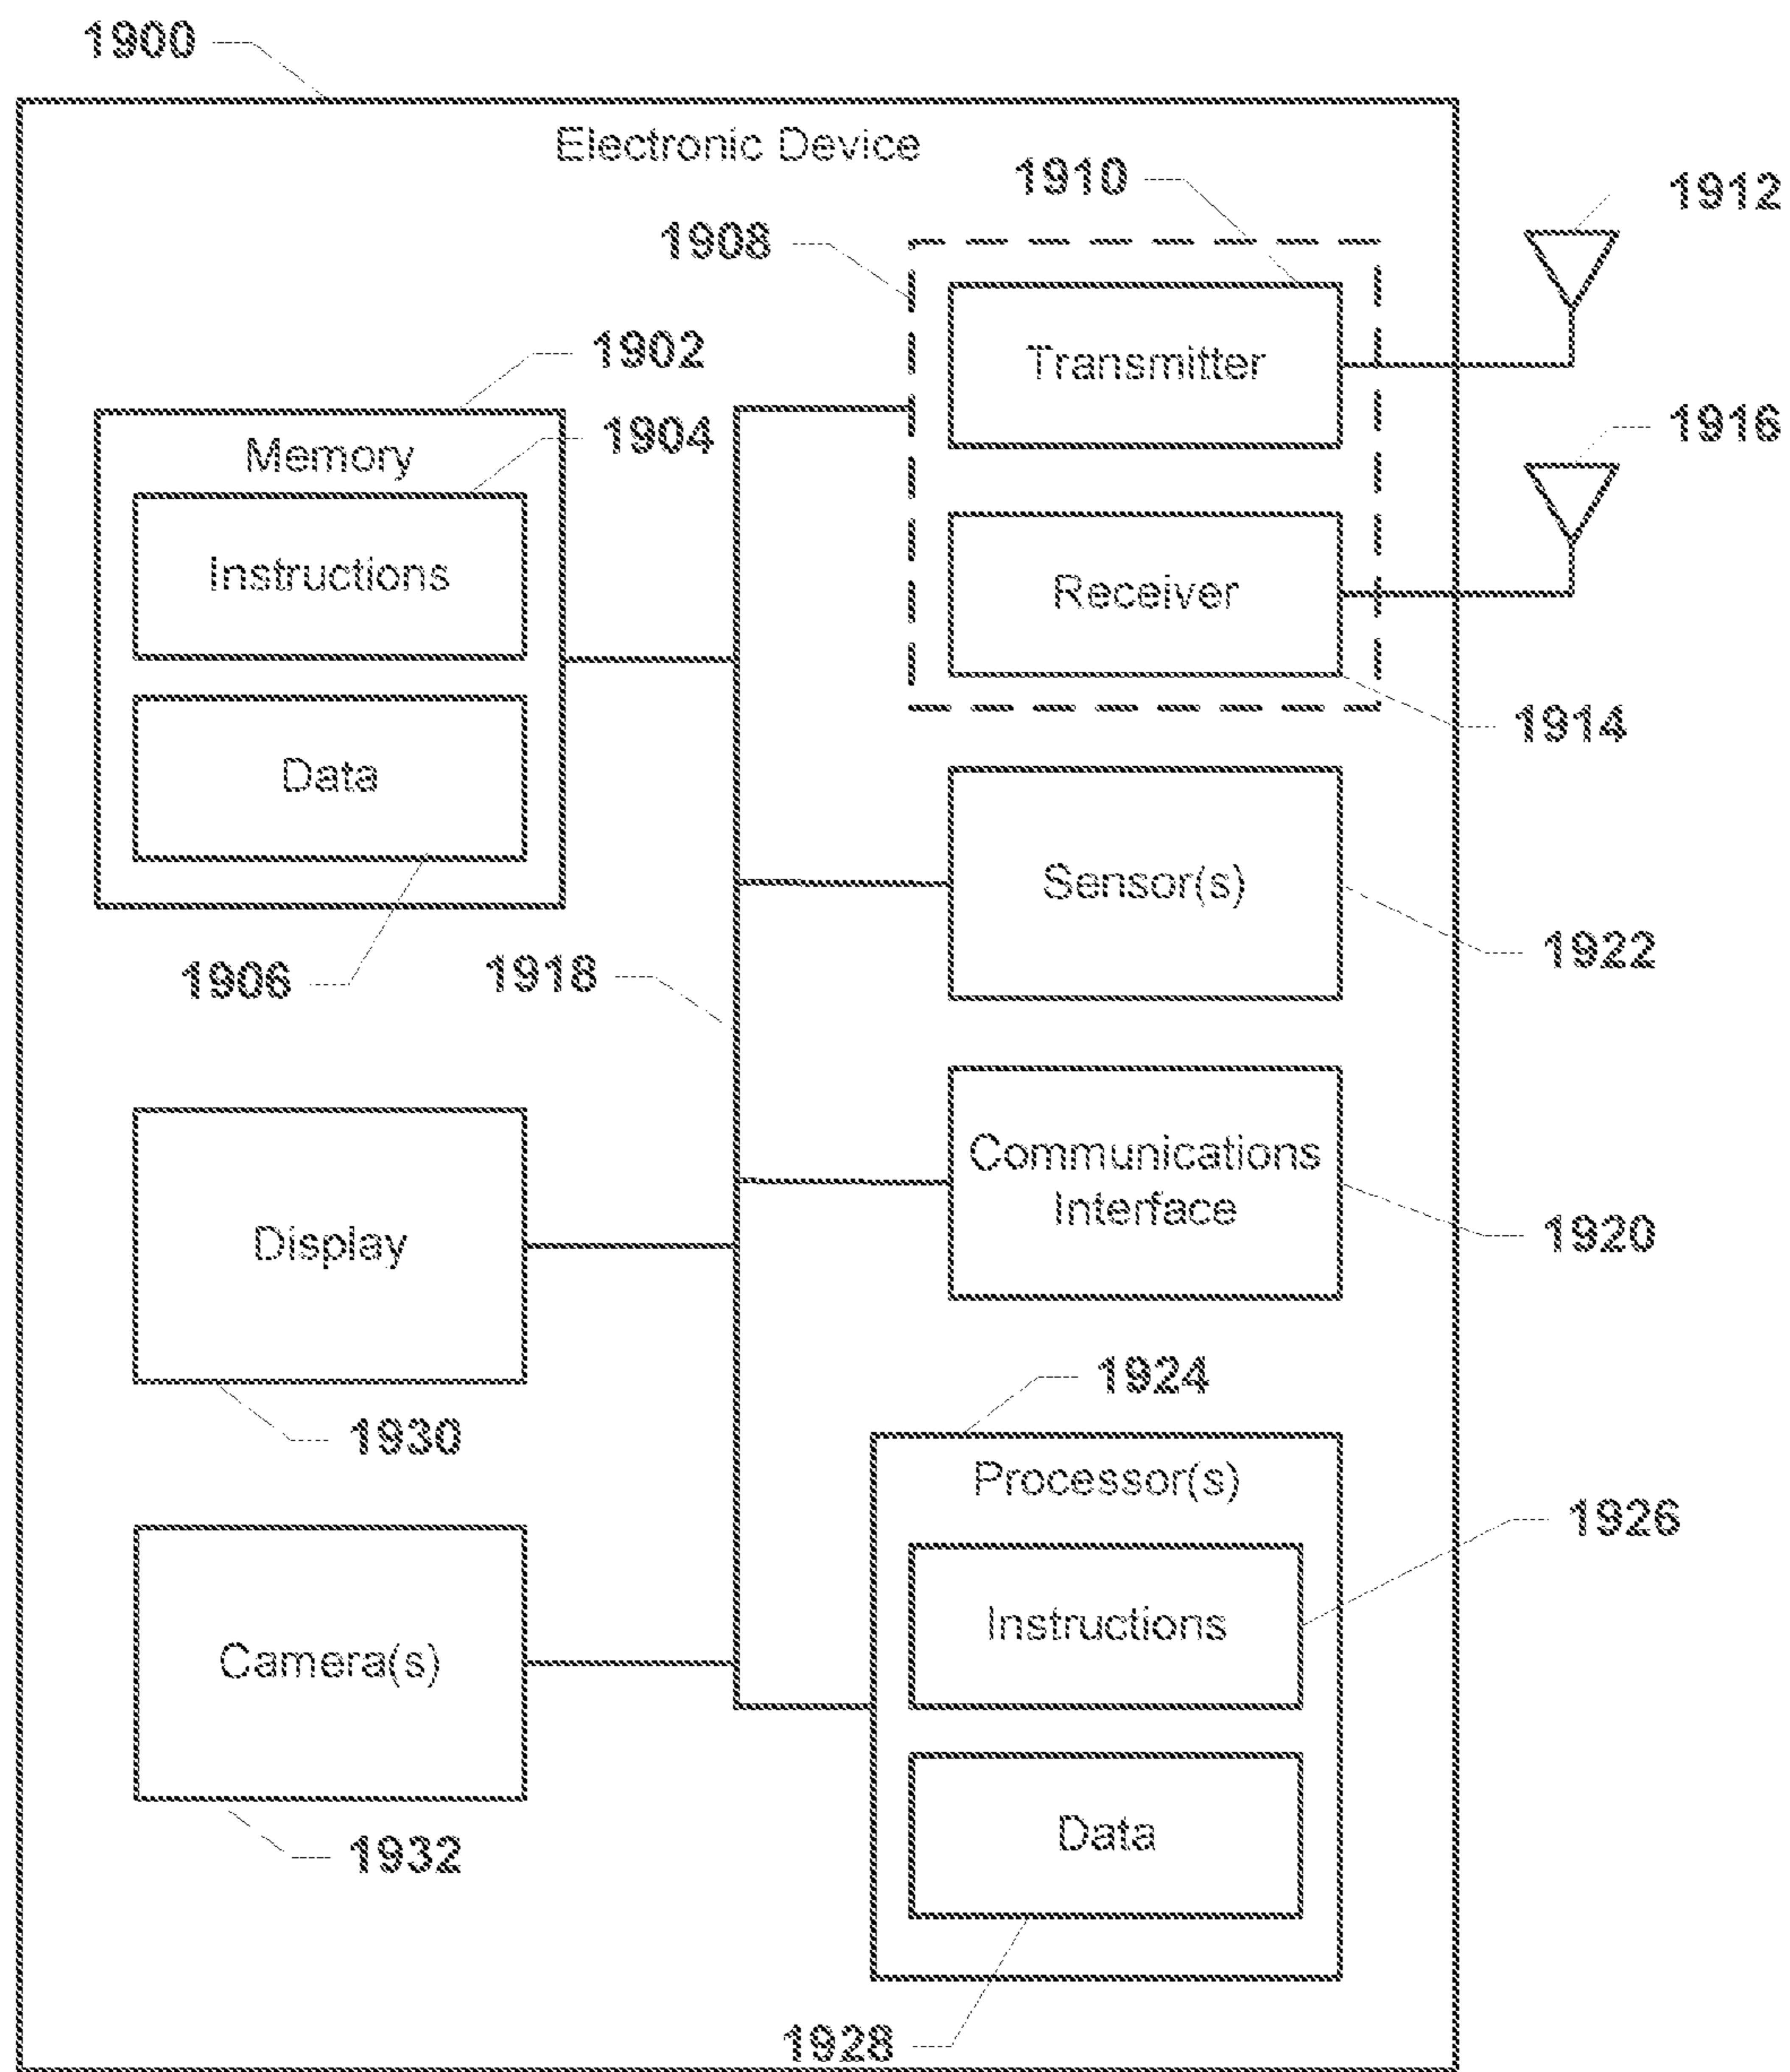 1900
Electronic Device
1910
1912
1908
Transmitter
1902
1916
1904
Memory
Instructions
Receiver
1914
Data
Sensor(s)
1906
1918
1922
Communications
Interface
Display
1920
1924
1930
Processor(s)
1926
Instructions
Camera(s)
Data
1932
1928